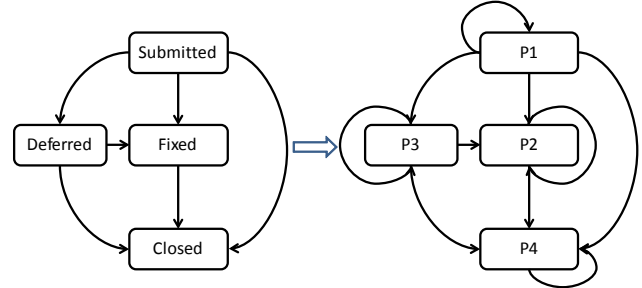 Submitted
Deferred
Fixed
Closed
P1
P3
P2
P4